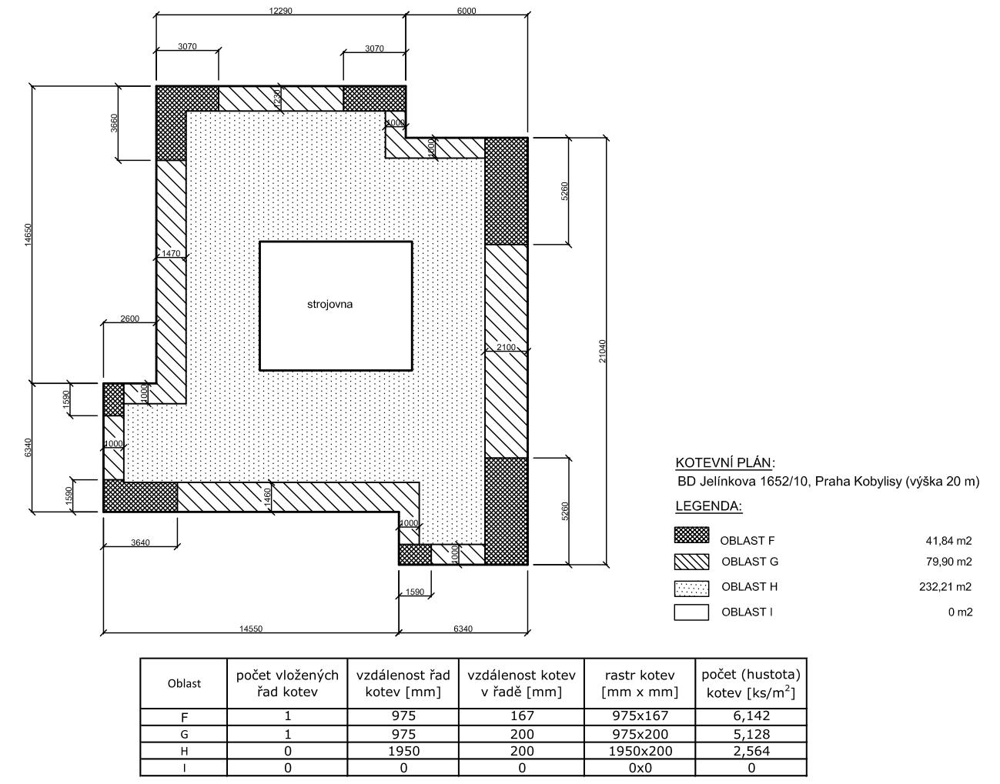 12290
6000
3070
3070
1230
3660
1000
1000
5260
14650
1470
strojovna
2600
2100
21040
1590
1000
1000
6340
1590
1460
1000
5260
3640
1000
1590
14550
6340
KOTEVNÍ PLÁN:
BD Jelínkova 1652/10, Praha Kobylisy (výška 20 m)
LEGENDA:
OBLAST F 41,84 m2
OBLAST G 79,90 m2
OBLAST H 232,21 m2
OBLAST I 0 m2
Oblast počet vložených řad kotev vzdálenost řad kotev [mm] vzdálenost kotev v řadě [mm] rastr kotev [mm x mm] počet (hustota) kotev [ks/m2]
F 1 975 167 975x167 6,142
G 1 975 200 975x200 5,128
H 0 1950 200 1950x200 2,564
I 0 0 0 0x0 0